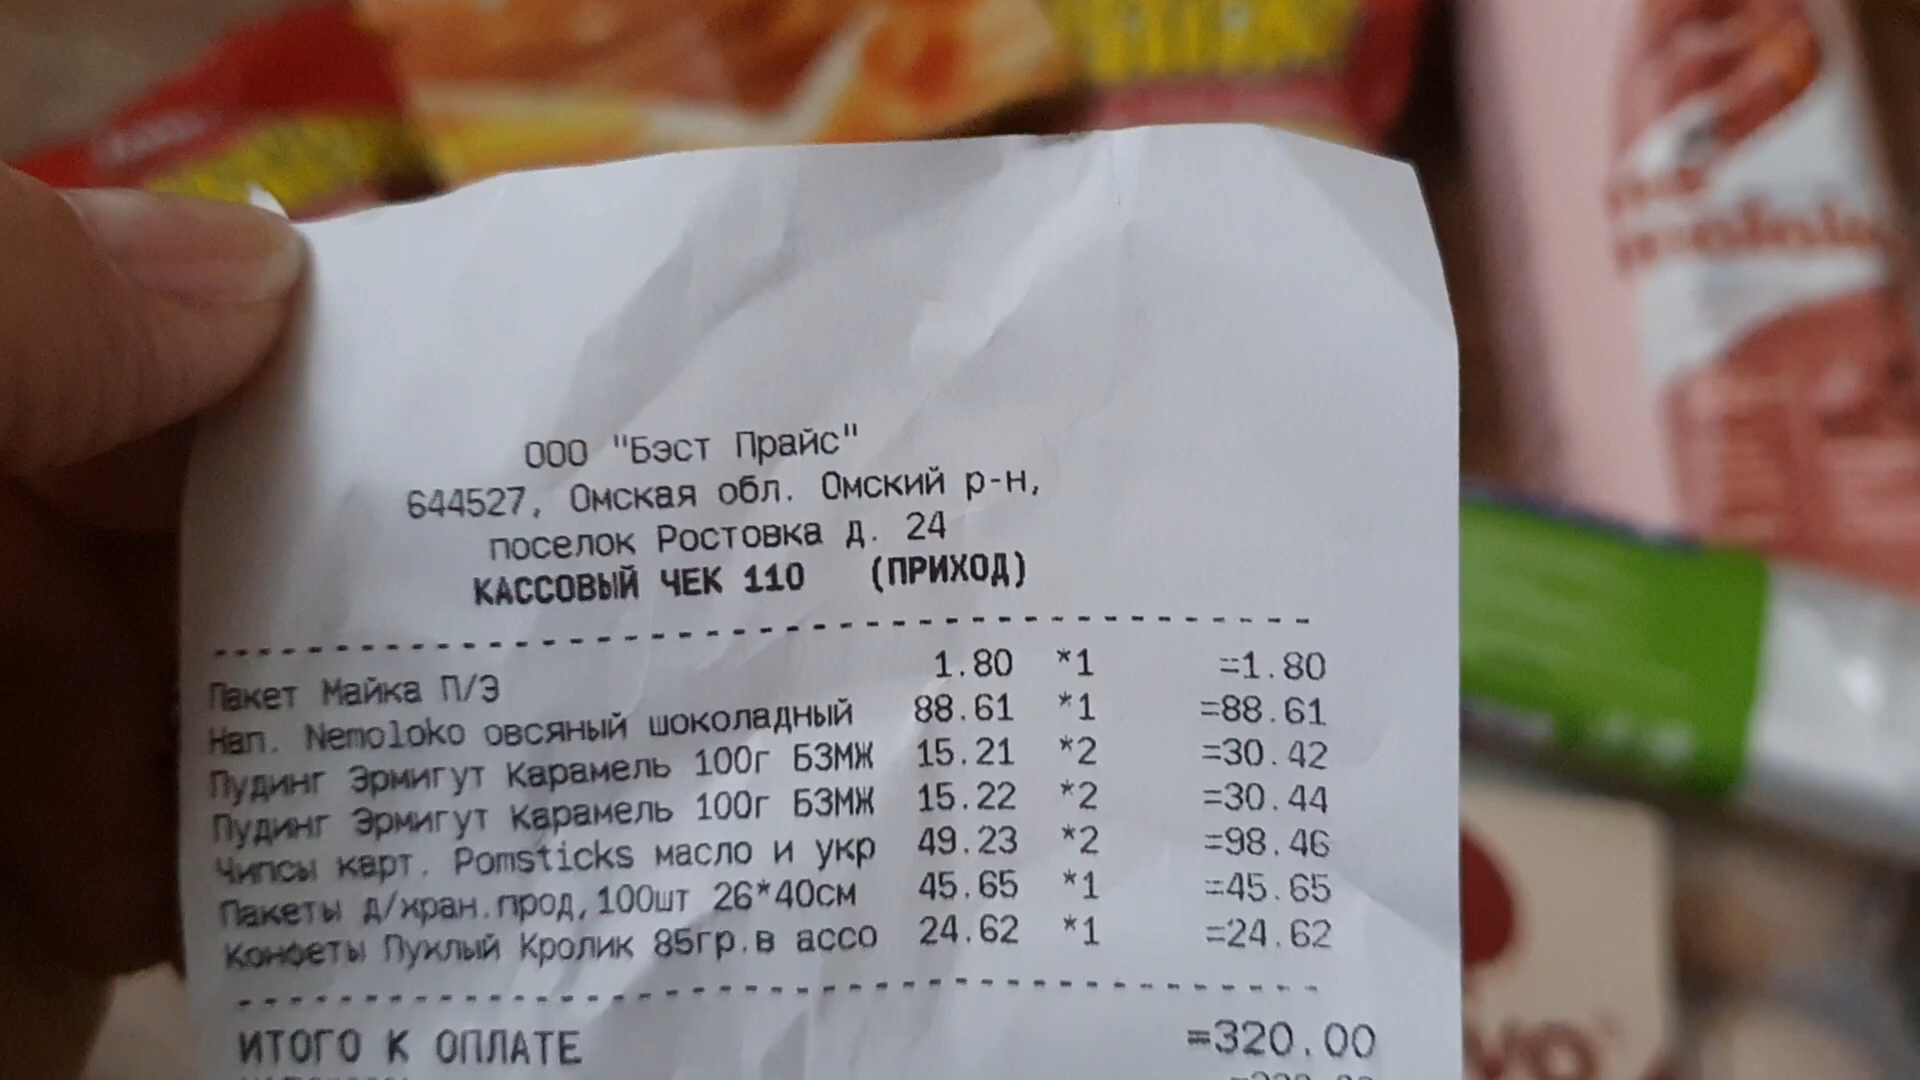 ООО "Бэст Прайс"
644527, Омская обл. Омский р-н,
поселок Ростовка д. 24
КАССОВЫЙ ЧЕК 110 (ПРИХОД)
Пакет Майка П/Э 1.80 *1 =1.80
Нап. Nemoloko овсяный шоколадный 88.61 *1 =88.61
Пудинг Эрмигут Карамель 100г БЗМЖ 15.21 *2 =30.42
Пудинг Эрмигут Карамель 100г БЗМЖ 15.22 *2 =30.44
Чипсы карт. Pomsticks масло и укр 49.23 *2 =98.46
Пакеты д/хран.прод,100шт 26*40см 45.65 *1 =45.65
Конфеты Пухлый Кролик 85гр.в ассо 24.62 *1 =24.62
ИТОГО К ОПЛАТЕ =320.00